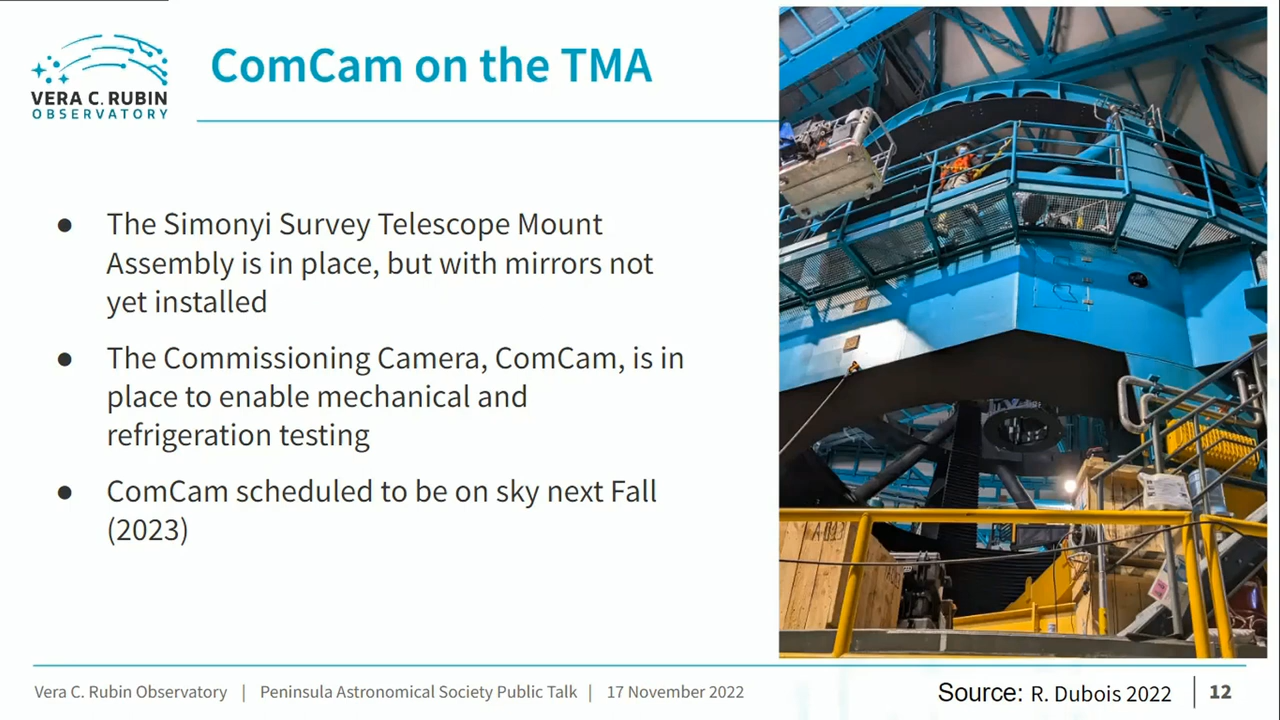 VERA C. RUBIN
OBSERVATORY
ComCam on the TMA
● The Simonyi Survey Telescope Mount
Assembly is in place, but with mirrors not
yet installed
● The Commissioning Camera, ComCam, is in
place to enable mechanical and
refrigeration testing
● ComCam scheduled to be on sky next Fall
(2023)
Vera C. Rubin Observatory | Peninsula Astronomical Society Public Talk | 17 November 2022
Source: R. Dubois 2022 | 12